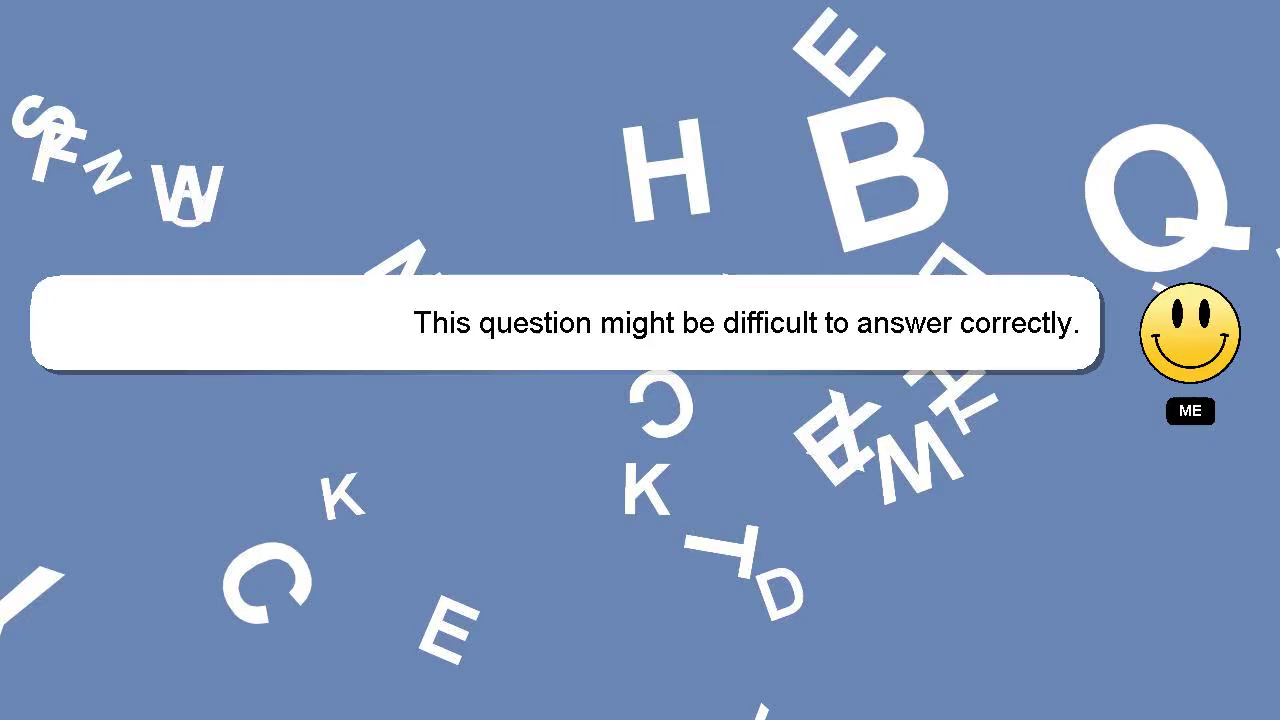 E
S
F
N
W
H
B
Q
This question might be difficult to answer correctly.
ME
C
K
K
E
M
C
T
D
E